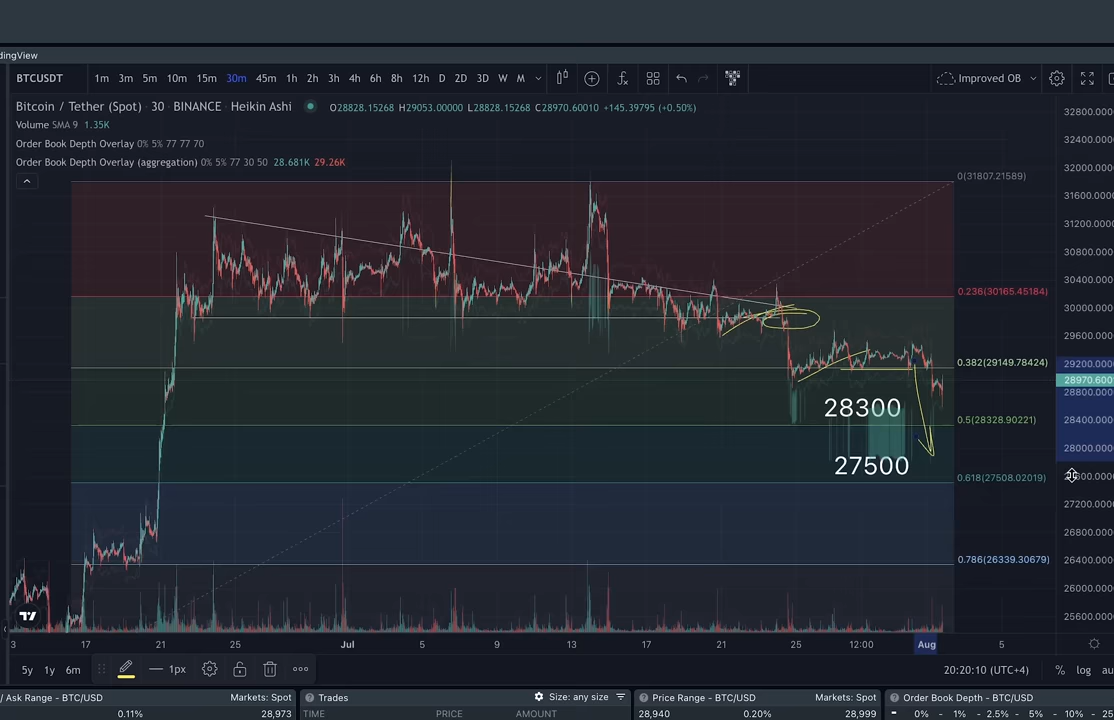 dingView
BTCUSDT 1m 3m 5m 10m 15m 30m 45m 1h 2h 3h 4h 6h 8h 12h D 2D 3D W M Improved OB
Bitcoin / Tether (Spot) · 30 · BINANCE · Heikin Ashi O28828.15268 H29053.00000 L28828.15268 C28970.60010 +145.39795 (+0.50%)
Volume SMA 9 1.35K
Order Book Depth Overlay 0% 5% 77 77 70
Order Book Depth Overlay (aggregation) 0% 5% 77 30 50 28.681K 29.26K
0(31807.21589)
0.236(30165.45184)
0.382(29149.78424)
0.5(28328.90221)
0.618(27508.02019)
0.786(26339.30679)
28300
27500
32800.000
32400.000
32000.000
31600.000
31200.000
30800.000
30400.000
30000.000
29600.000
29200.000
28970.600
28800.000
28400.000
28000.000
27200.000
26800.000
26400.000
26000.000
25600.000
3 17 21 25 Jul 5 9 13 17 21 25 12:00 Aug 5
5y 1y 6m 1px 20:20:10 (UTC+4) % log au
/ Ask Range - BTC/USD Markets: Spot Trades Size: any size Price Range - BTC/USD Markets: Spot Order Book Depth - BTC/USD
0.11% 28,973 TIME PRICE AMOUNT 28,940 0.20% 28,999 0% - 1% - 2.5% - 5% - 10% - 25